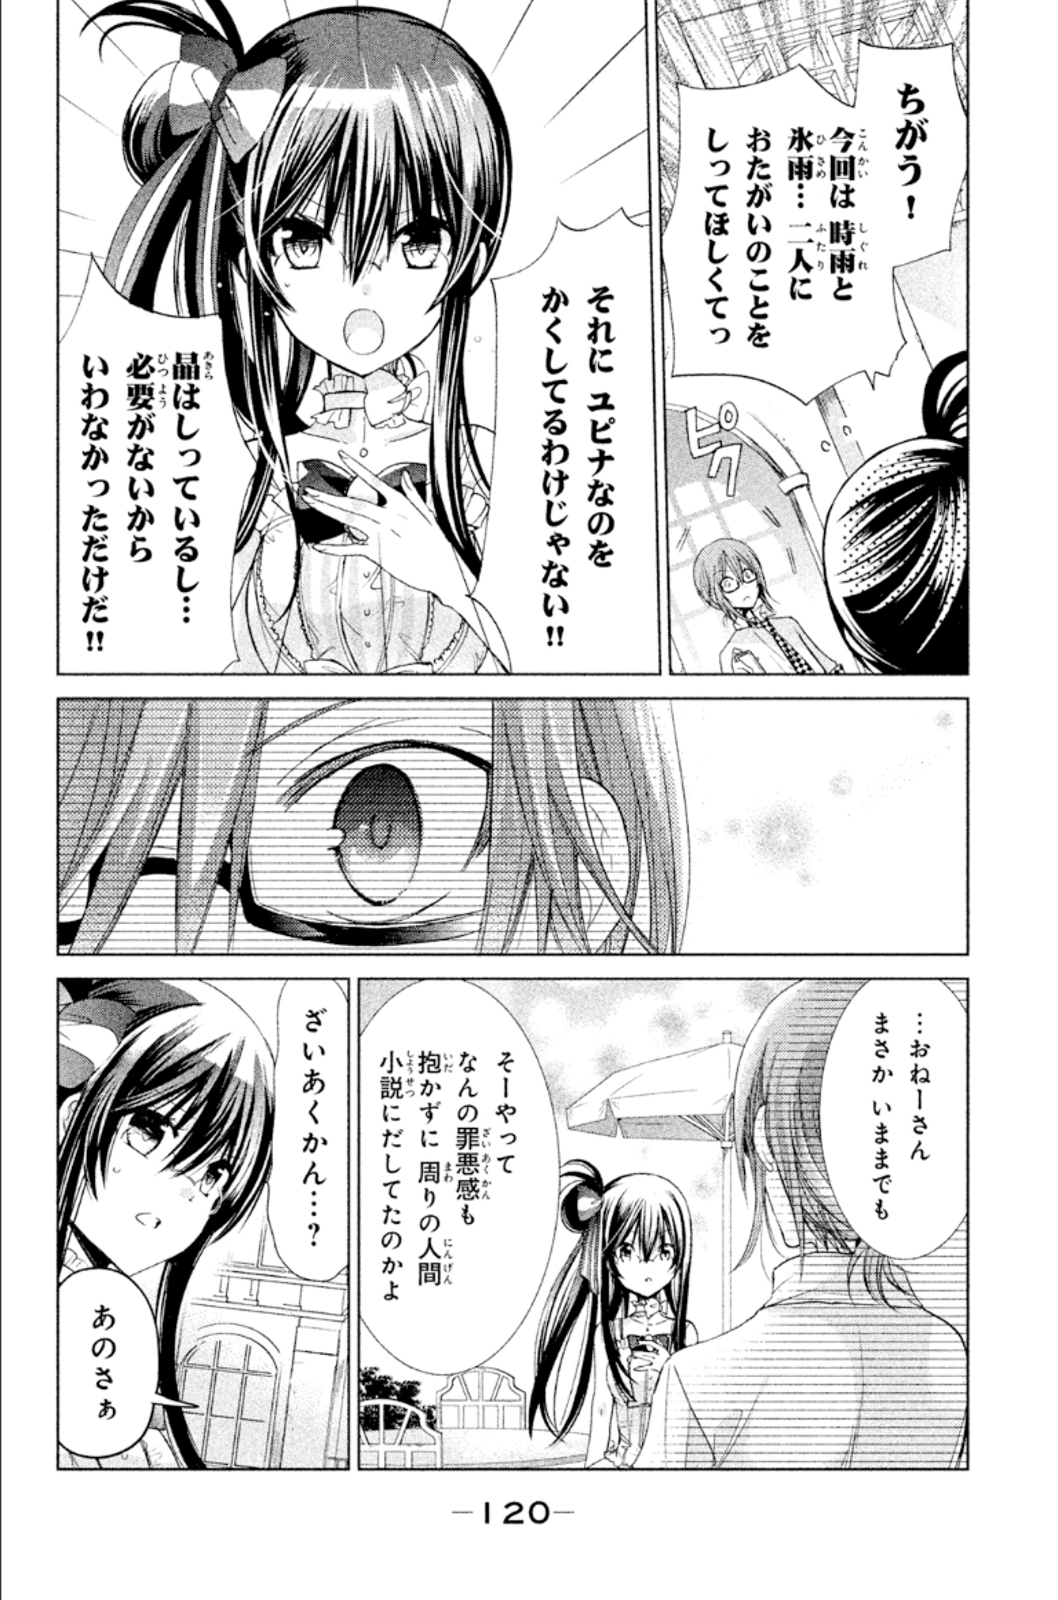 ちがう！
今回は 時雨と
氷雨… 二人に
おたがいのことを
しってほしくてっ
ピク
それに ユピナなのを
かくしてるわけじゃない!!
晶はしっているし…
必要がないから
いわなかっただけだ!!
…おねーさん
まさか いままでも
そーやって
なんの罪悪感も
抱かずに 周りの人間
小説にだしてたのかよ
ざいあくかん…？
あのさぁ
—120—